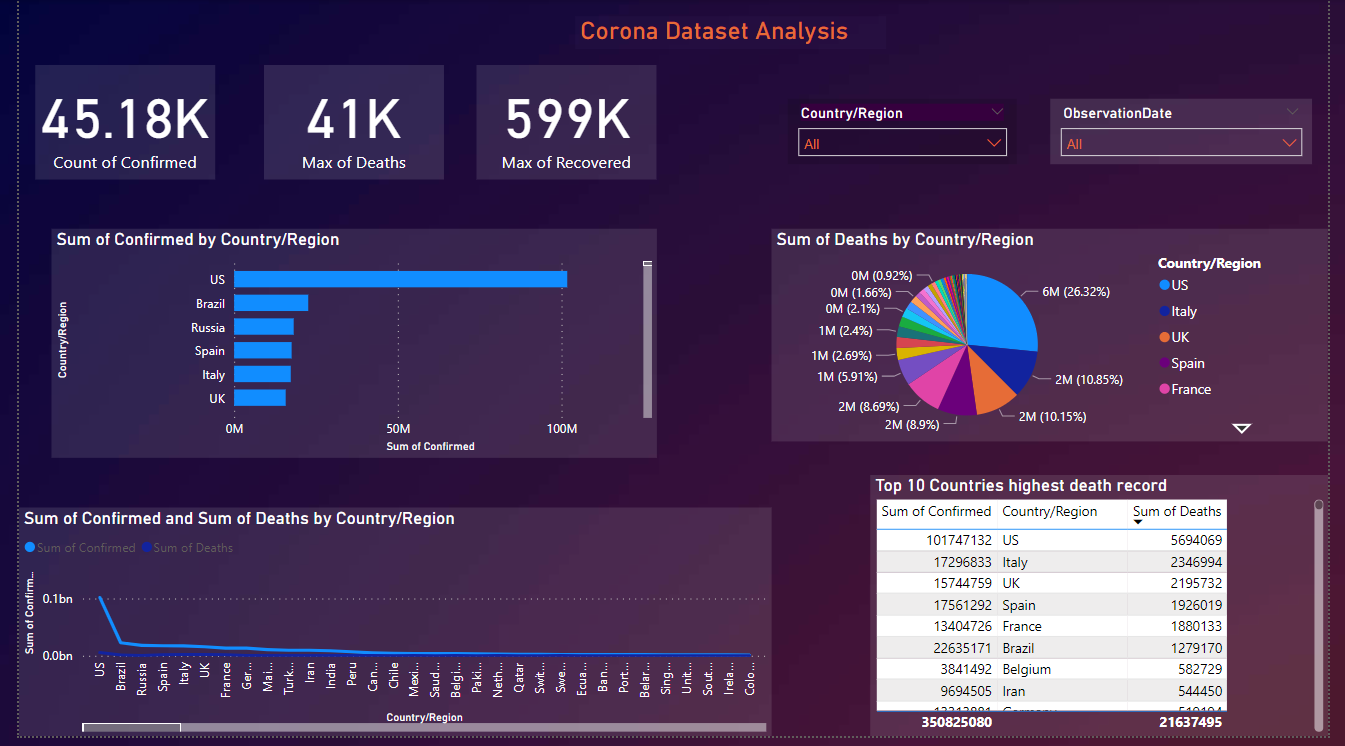 Corona Dataset Analysis
45.18K
Count of Confirmed
41K
Max of Deaths
599K
Max of Recovered
Country/Region
All
ObservationDate
All
Sum of Confirmed by Country/Region
Country/Region
US
Brazil
Russia
Spain
Italy
UK
0M 50M 100M
Sum of Confirmed
Sum of Deaths by Country/Region
0M (0.92%)
0M (1.66%)
0M (2.1%)
1M (2.4%)
1M (2.69%)
1M (5.91%)
2M (8.69%)
2M (8.9%)
6M (26.32%)
2M (10.85%)
2M (10.15%)
Country/Region
US
Italy
UK
Spain
France
Sum of Confirmed and Sum of Deaths by Country/Region
Sum of Confirmed Sum of Deaths
Sum of Confirm...
0.1bn
0.0bn
US
Brazil
Russia
Spain
Italy
UK
France
Ger...
Mai...
Turk...
Iran
India
Peru
Can...
Chile
Mexi...
Saud...
Belgi...
Paki...
Neth...
Qatar
Swit...
Swe...
Ecua...
Ban...
Port...
Belar...
Sing...
Unit...
Sout...
Irela...
Colo...
Country/Region
Top 10 Countries highest death record
Sum of Confirmed Country/Region Sum of Deaths
101747132 US 5694069
17296833 Italy 2346994
15744759 UK 2195732
17561292 Spain 1926019
13404726 France 1880133
22635171 Brazil 1279170
3841492 Belgium 582729
9694505 Iran 544450
Germany
350825080 21637495